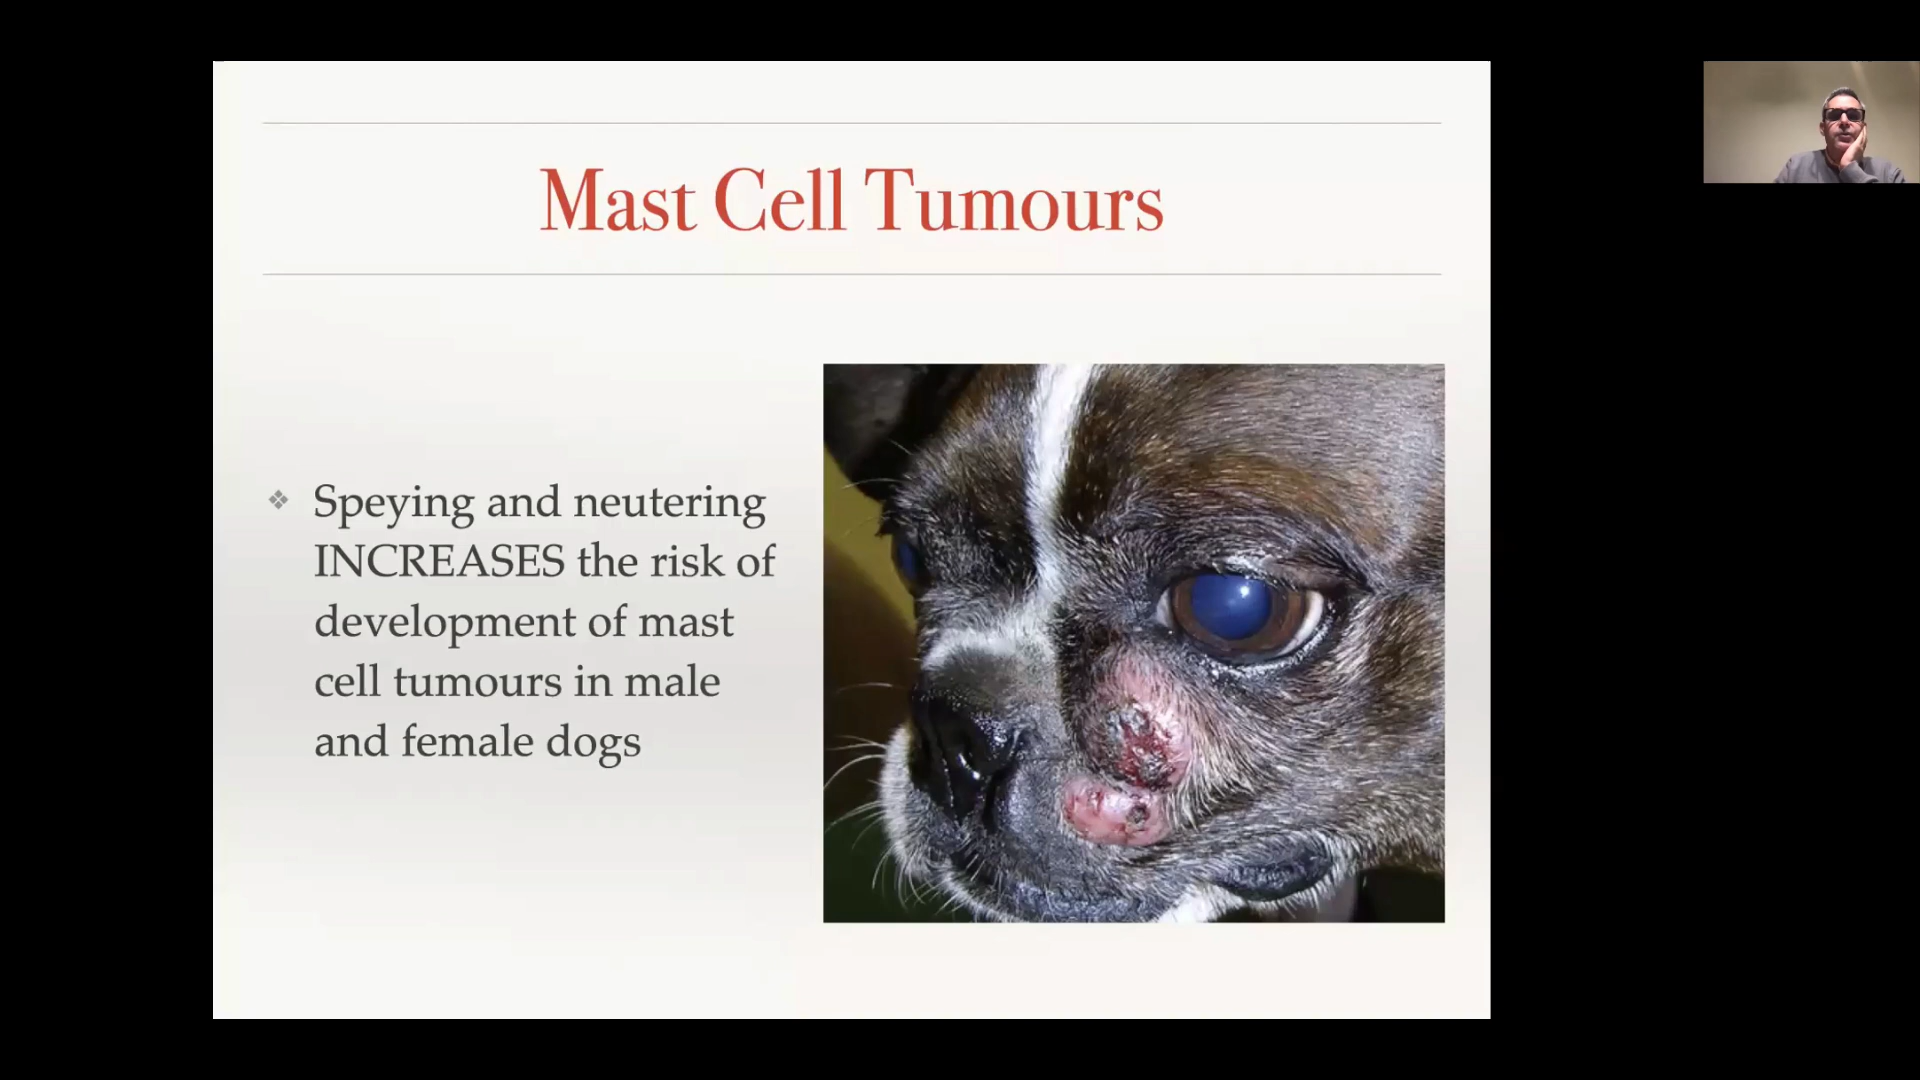 Mast Cell Tumours
Speying and neutering
INCREASES the risk of
development of mast
cell tumours in male
and female dogs